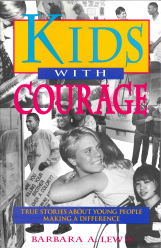 KIDS
WITH
COURAGE
TRUE STORIES ABOUT YOUNG PEOPLE
MAKING A DIFFERENCE
BARBARA A. LEWIS